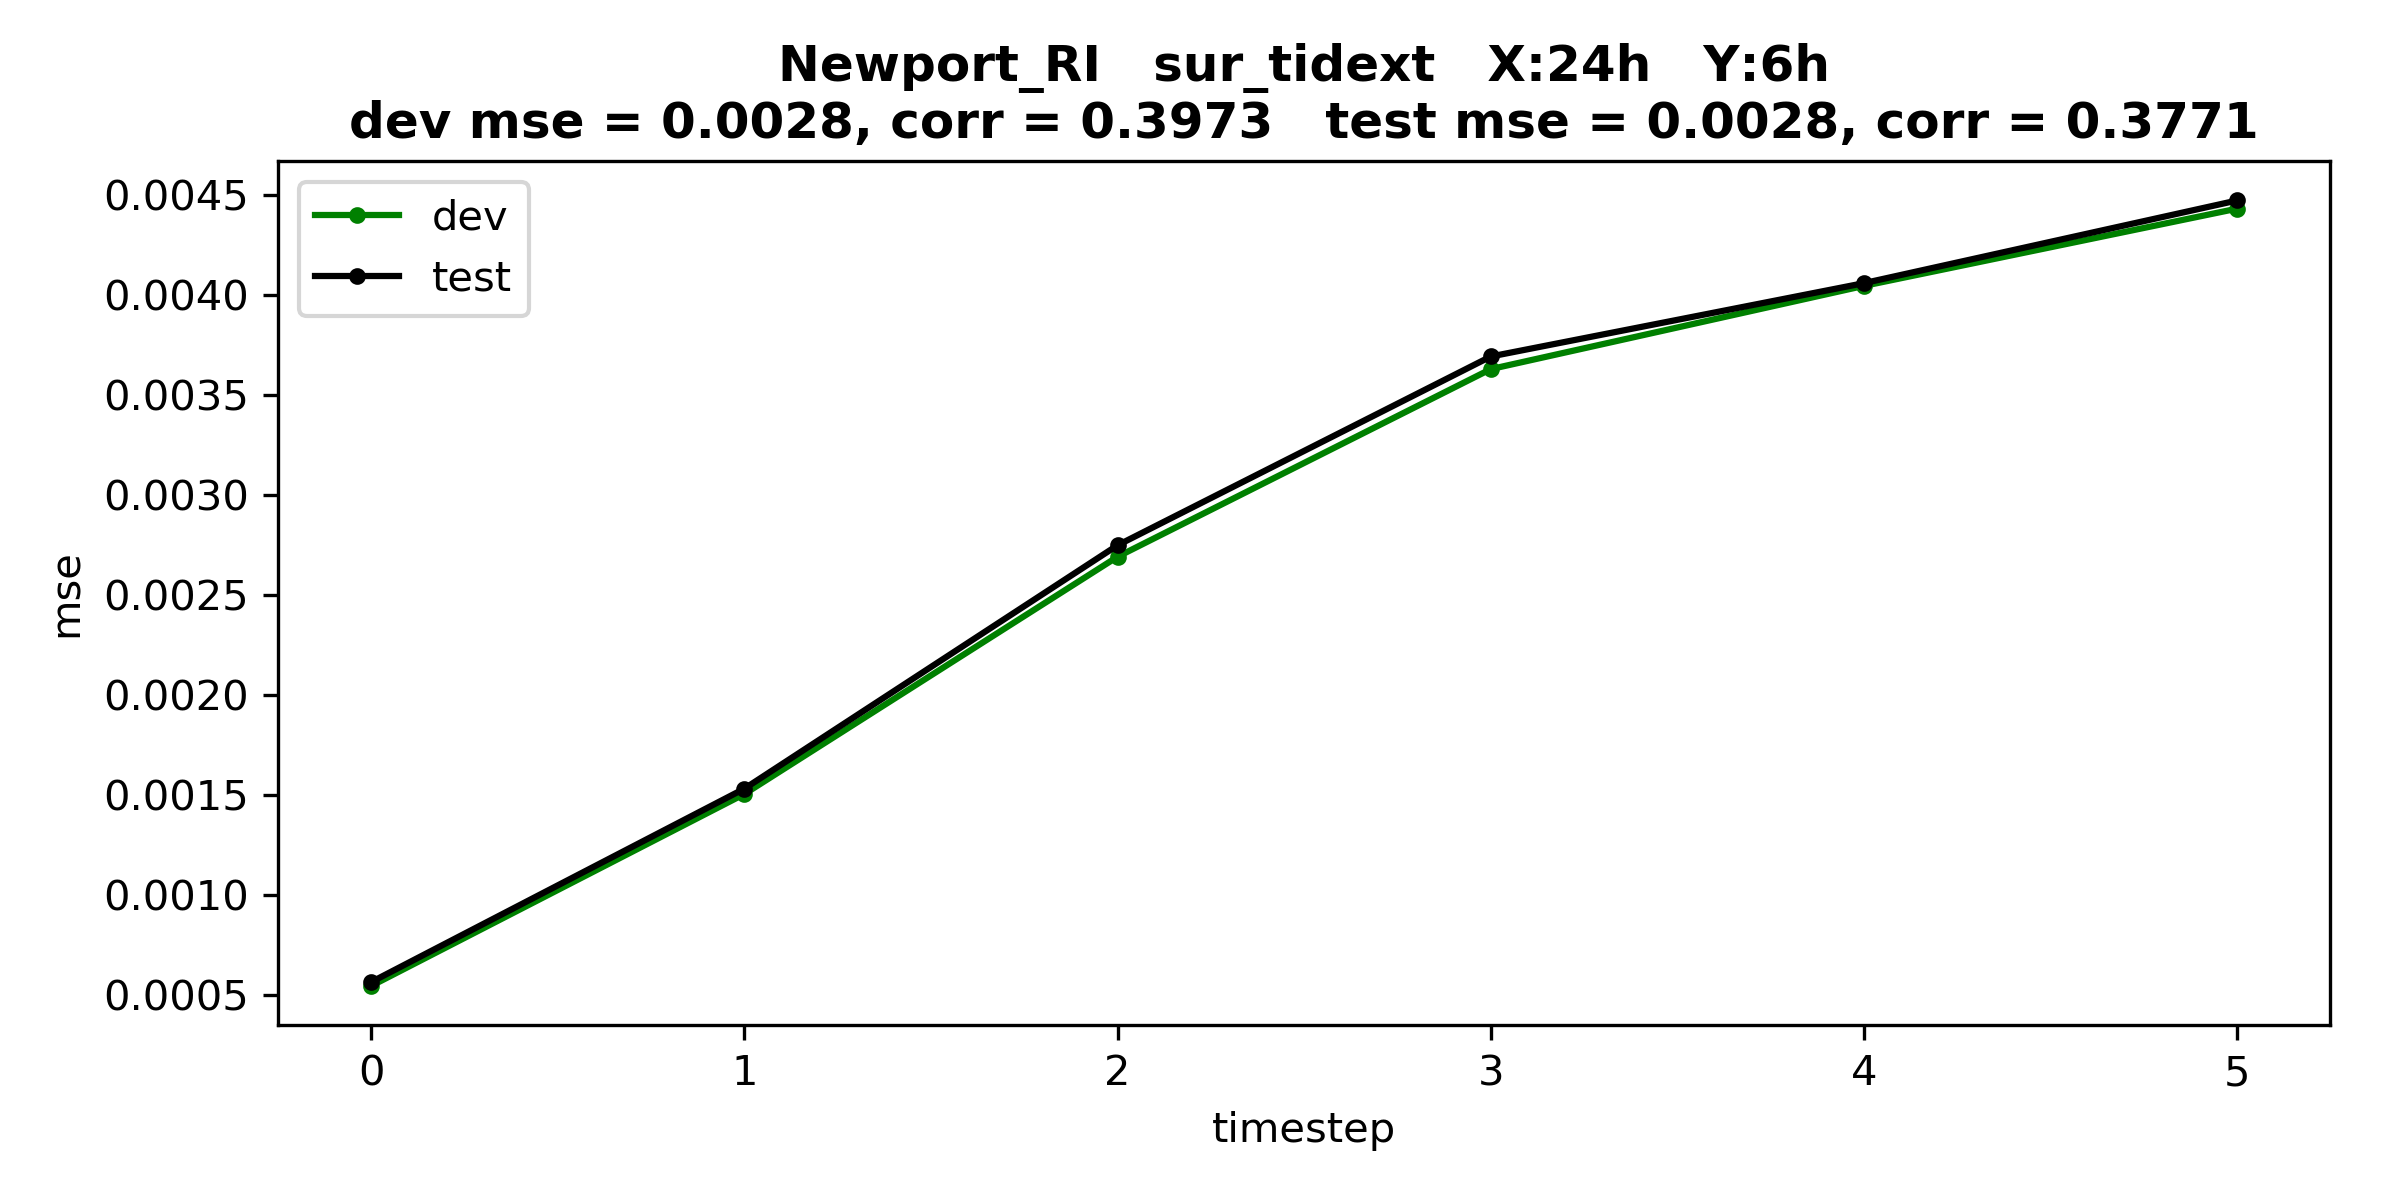 Newport_RI   sur_tidext   X:24h   Y:6h
dev mse = 0.0028, corr = 0.3973   test mse = 0.0028, corr = 0.3771
dev
test
0.0045
0.0040
0.0035
0.0030
0.0025
0.0020
0.0015
0.0010
0.0005
mse
0 1 2 3 4 5
timestep